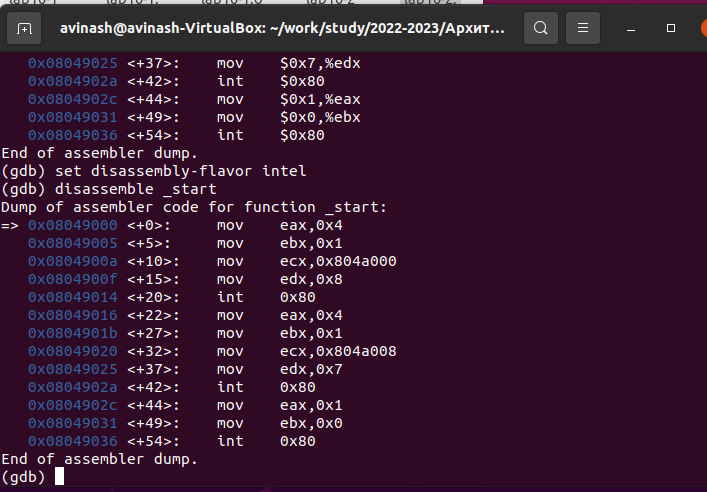 avinash@avinash-VirtualBox: ~/work/study/2022-2023/Архит...
0x08049025 <+37>: mov $0x7,%edx
0x0804902a <+42>: int $0x80
0x0804902c <+44>: mov $0x1,%eax
0x08049031 <+49>: mov $0x0,%ebx
0x08049036 <+54>: int $0x80
End of assembler dump.
(gdb) set disassembly-flavor intel
(gdb) disassemble _start
Dump of assembler code for function _start:
=> 0x08049000 <+0>: mov eax,0x4
0x08049005 <+5>: mov ebx,0x1
0x0804900a <+10>: mov ecx,0x804a000
0x0804900f <+15>: mov edx,0x8
0x08049014 <+20>: int 0x80
0x08049016 <+22>: mov eax,0x4
0x0804901b <+27>: mov ebx,0x1
0x08049020 <+32>: mov ecx,0x804a008
0x08049025 <+37>: mov edx,0x7
0x0804902a <+42>: int 0x80
0x0804902c <+44>: mov eax,0x1
0x08049031 <+49>: mov ebx,0x0
0x08049036 <+54>: int 0x80
End of assembler dump.
(gdb)